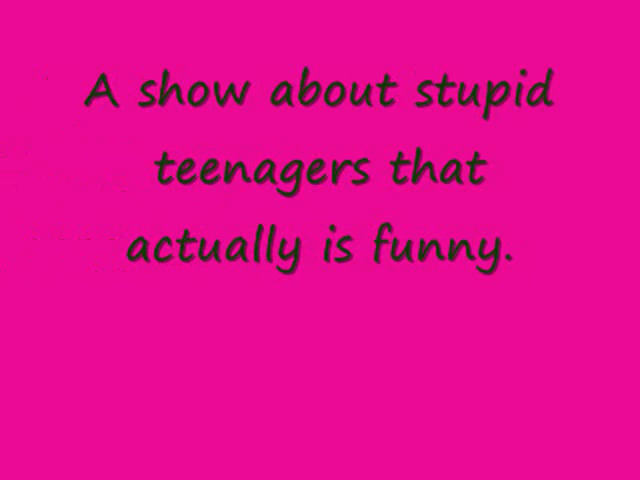 A show about stupid
teenagers that
actually is funny.